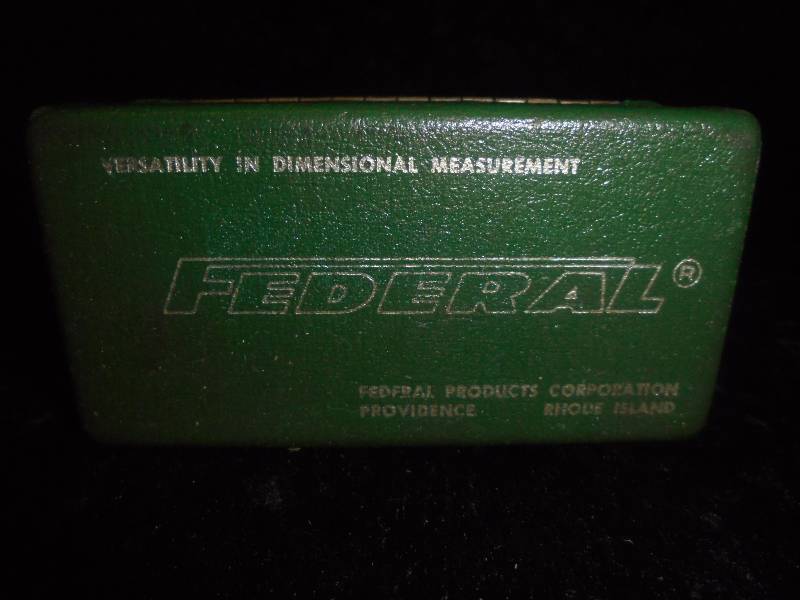 VERSATILITY IN DIMENSIONAL MEASUREMENT
FEDERAL®
FEDERAL PRODUCTS CORPORATION
PROVIDENCE RHODE ISLAND